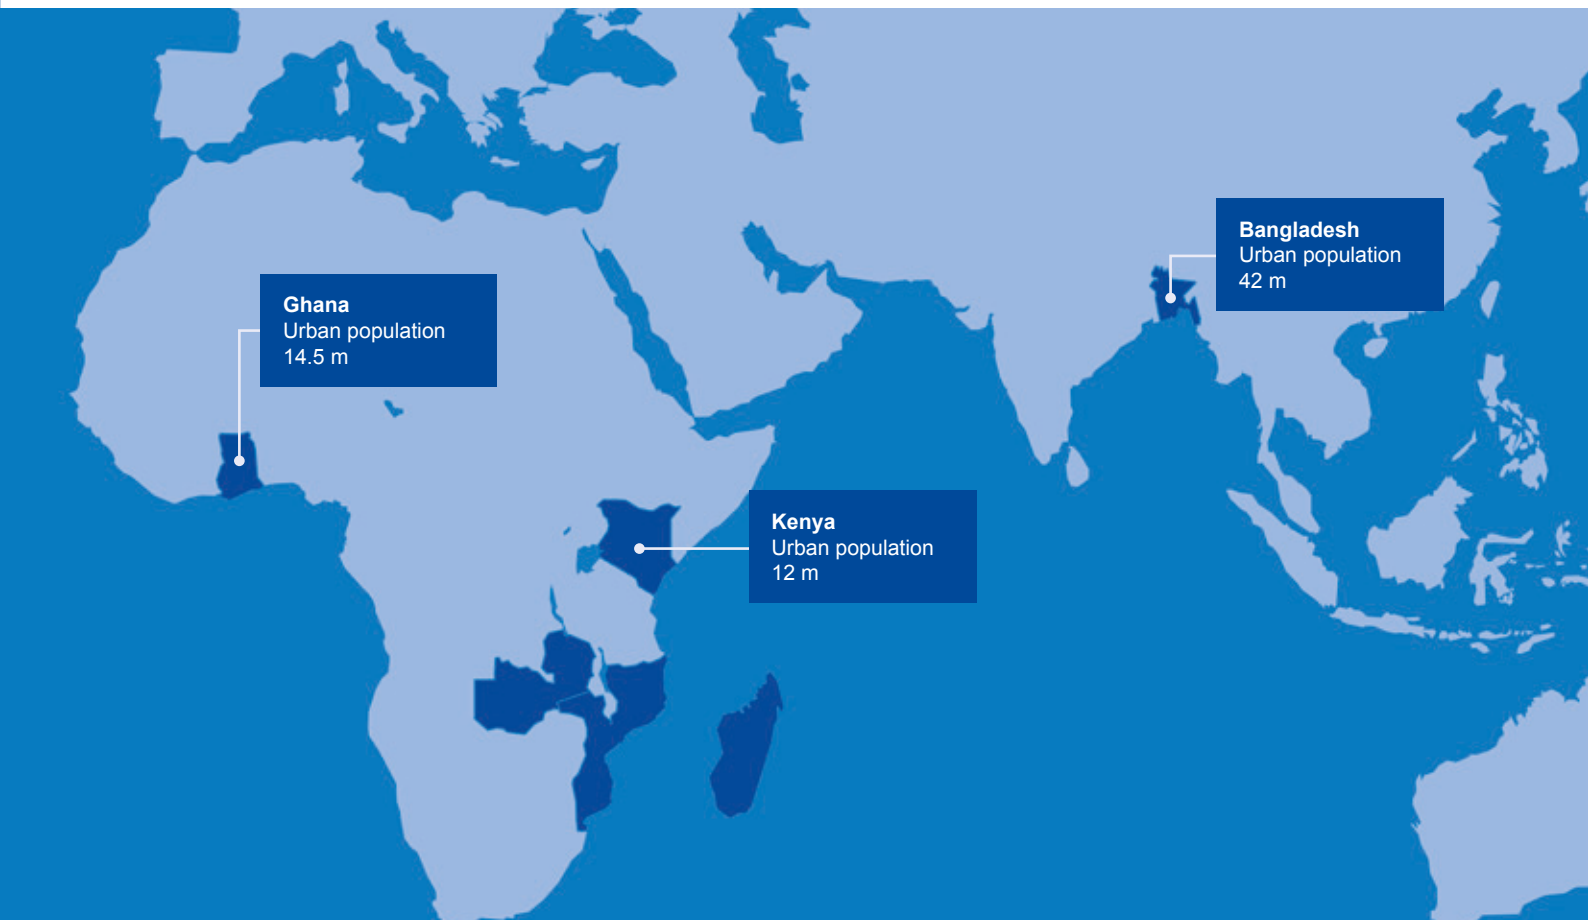 Bangladesh
Urban population
42 m
Ghana
Urban population
14.5 m
Kenya
Urban population
12 m